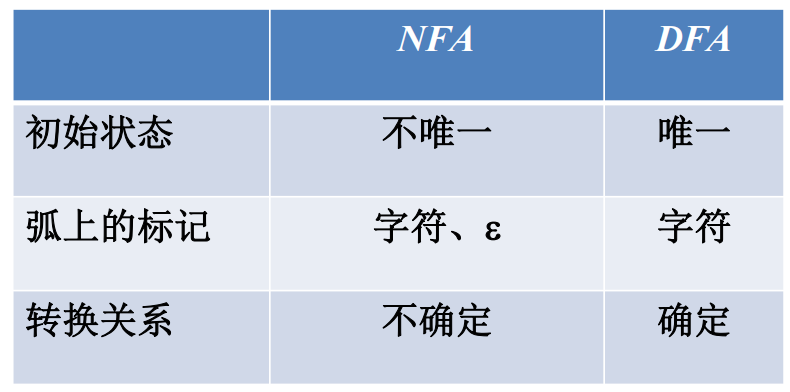 NFA DFA
初始状态 不唯一 唯一
弧上的标记 字符、ε 字符
转换关系 不确定 确定